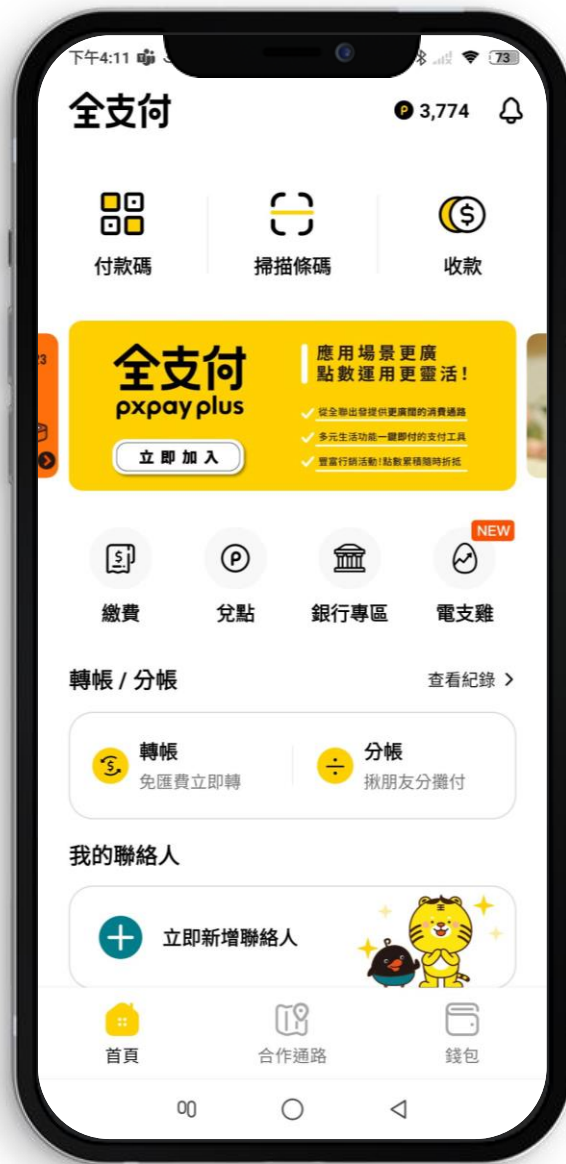 下午4:11
73
全支付
P 3,774
付款碼
掃描條碼
收款
全支付
pxpay plus
立即加入
應用場景更廣
點數運用更靈活!
從全聯出發提供更廣闊的消費通路
多元生活功能一鍵即付的支付工具
豐富行銷活動!點數累積隨時折抵
NEW
繳費
兌點
銀行專區
電支雞
轉帳 / 分帳
查看紀錄
轉帳
免匯費立即轉
分帳
揪朋友分攤付
我的聯絡人
立即新增聯絡人
首頁
合作通路
錢包